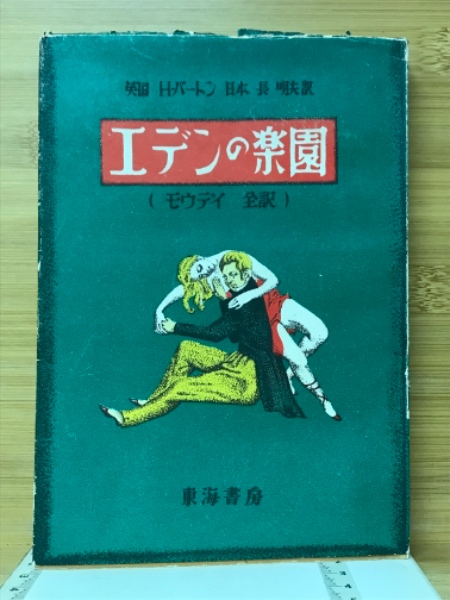 英国 H・バートン 日本 長 明夫訳
エデンの楽園
( モウデイ 全訳 )
東海書房